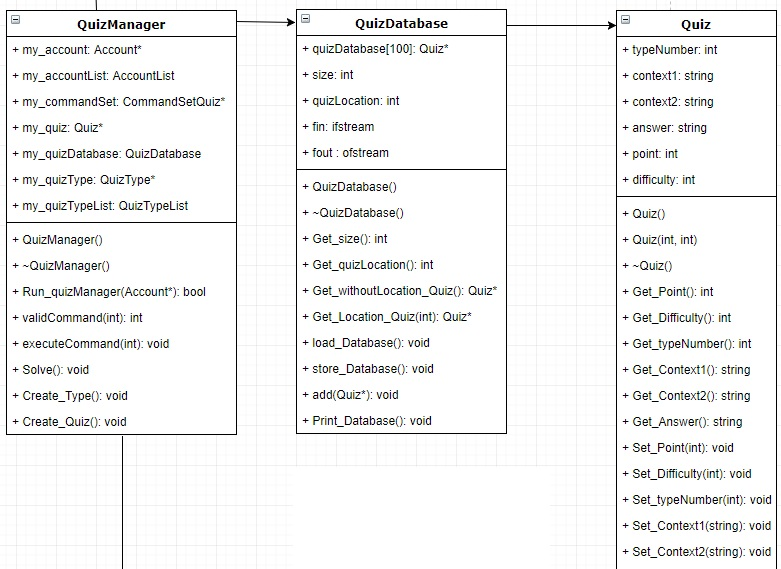 QuizManager
+ my_account: Account*
+ my_accountList: AccountList
+ my_commandSet: CommandSetQuiz*
+ my_quiz: Quiz*
+ my_quizDatabase: QuizDatabase
+ my_quizType: QuizType*
+ my_quizTypeList: QuizTypeList
+ QuizManager()
+ ~QuizManager()
+ Run_quizManager(Account*): bool
+ validCommand(int): int
+ executeCommand(int): void
+ Solve(): void
+ Create_Type(): void
+ Create_Quiz(): void
QuizDatabase
+ quizDatabase[100]: Quiz*
+ size: int
+ quizLocation: int
+ fin: ifstream
+ fout : ofstream
+ QuizDatabase()
+ ~QuizDatabase()
+ Get_size(): int
+ Get_quizLocation(): int
+ Get_withoutLocation_Quiz(): Quiz*
+ Get_Location_Quiz(int): Quiz*
+ load_Database(): void
+ store_Database(): void
+ add(Quiz*): void
+ Print_Database(): void
Quiz
+ typeNumber: int
+ context1: string
+ context2: string
+ answer: string
+ point: int
+ difficulty: int
+ Quiz()
+ Quiz(int, int)
+ ~Quiz()
+ Get_Point(): int
+ Get_Difficulty(): int
+ Get_typeNumber(): int
+ Get_Context1(): string
+ Get_Context2(): string
+ Get_Answer(): string
+ Set_Point(int): void
+ Set_Difficulty(int): void
+ Set_typeNumber(int): void
+ Set_Context1(string): void
+ Set_Context2(string): void